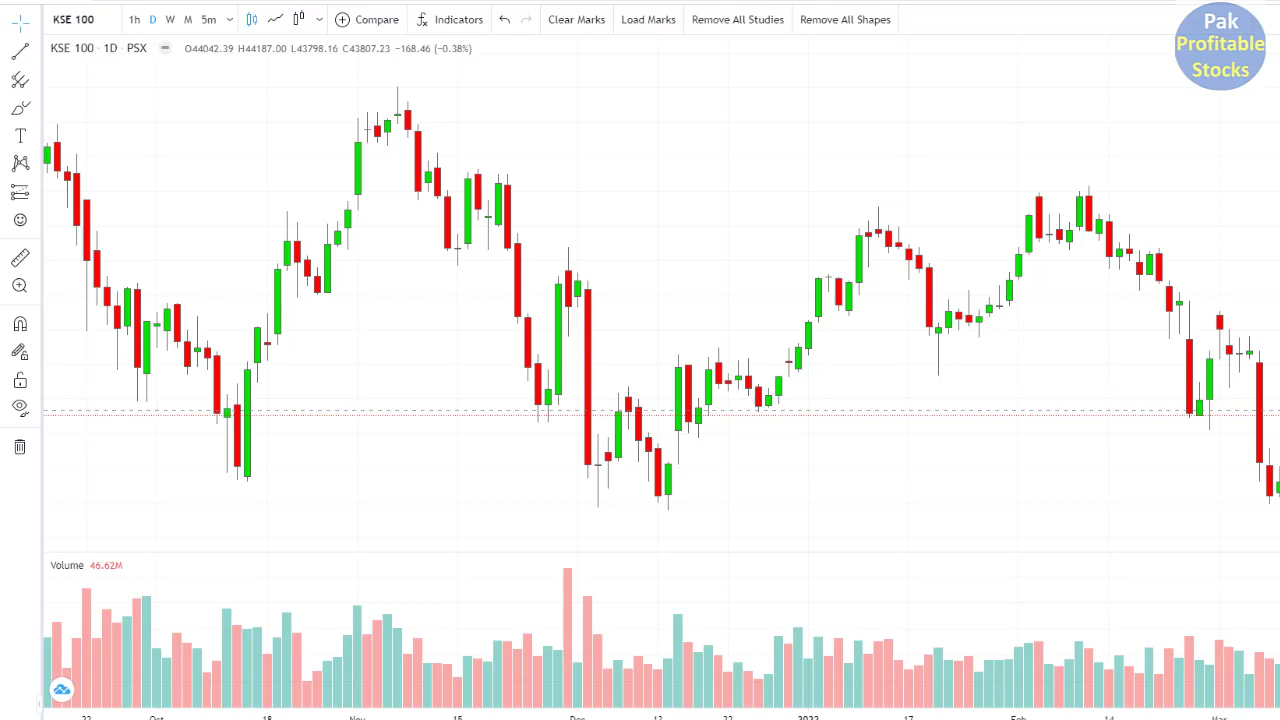 KSE 100 1h D W M 5m Compare Indicators Clear Marks Load Marks Remove All Studies Remove All Shapes
Pak
Profitable
Stocks
KSE 100 · 1D · PSX O44042.39 H44187.00 L43798.16 C43807.23 −168.46 (−0.38%)
T
Volume 46.62M
22 Oct 18 Nov 15 Dec 13 22 2022 17 Feb 14 Mar